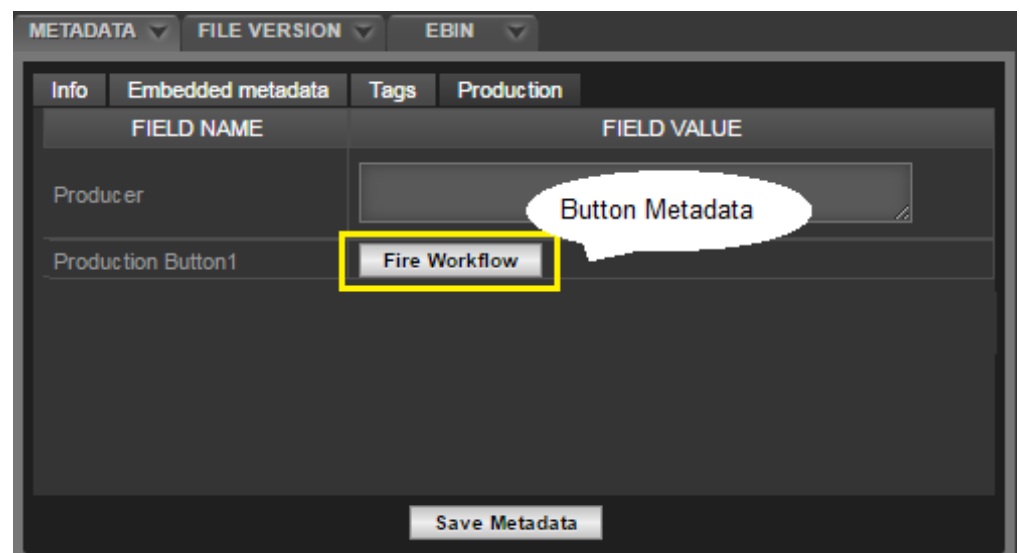 METADATA FILE VERSION EBIN
Info Embedded metadata Tags Production
FIELD NAME FIELD VALUE
Producer
Button Metadata
Production Button1 Fire Workflow
Save Metadata